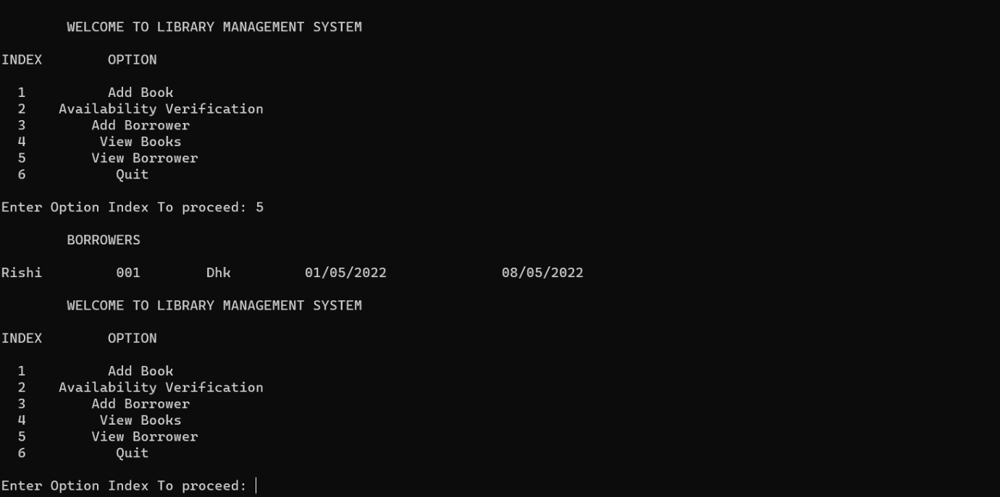 WELCOME TO LIBRARY MANAGEMENT SYSTEM
INDEX OPTION
1 Add Book
2 Availability Verification
3 Add Borrower
4 View Books
5 View Borrower
6 Quit
Enter Option Index To proceed: 5
BORROWERS
Rishi 001 Dhk 01/05/2022 08/05/2022
WELCOME TO LIBRARY MANAGEMENT SYSTEM
INDEX OPTION
1 Add Book
2 Availability Verification
3 Add Borrower
4 View Books
5 View Borrower
6 Quit
Enter Option Index To proceed: